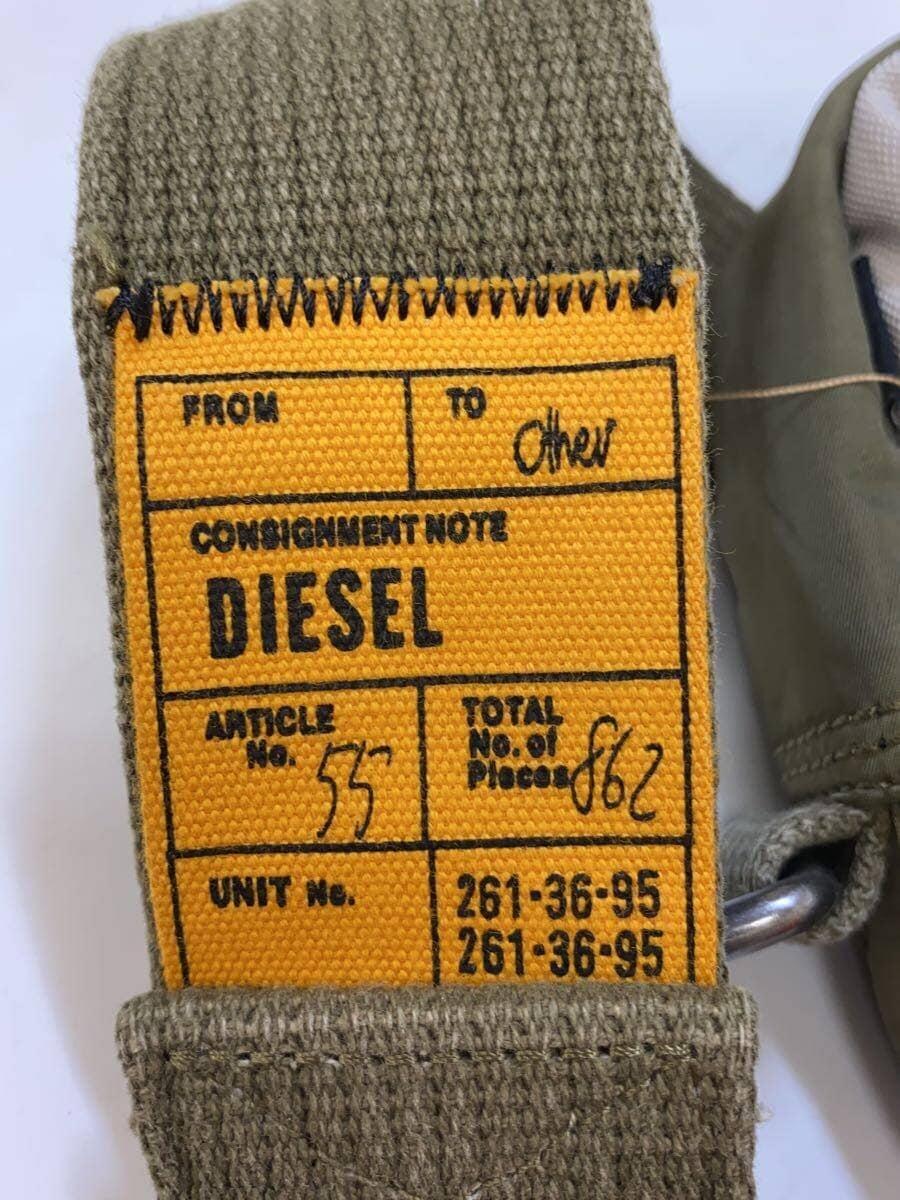 FROM
TO
Other
CONSIGNMENT NOTE
DIESEL
ARTICLE
No. 55
TOTAL
No. of
Pieces 862
UNIT No.
261-36-95
261-36-95